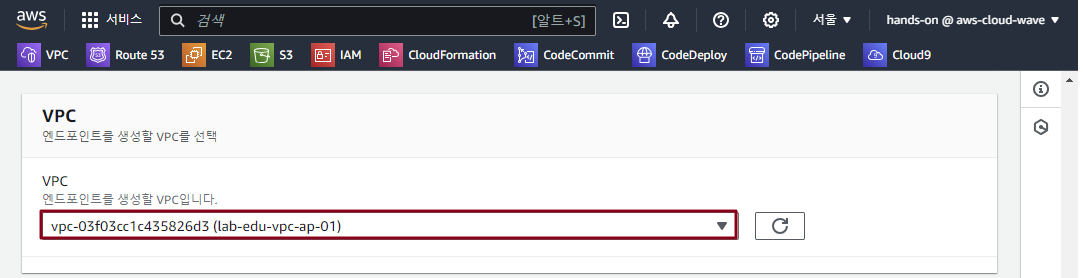 aws 서비스 검색 [알트+S] 서울 hands-on @ aws-cloud-wave
VPC Route 53 EC2 S3 IAM CloudFormation CodeCommit CodeDeploy CodePipeline Cloud9
VPC
엔드포인트를 생성할 VPC를 선택
VPC
엔드포인트를 생성할 VPC입니다.
vpc-03f03cc1c435826d3 (lab-edu-vpc-ap-01)